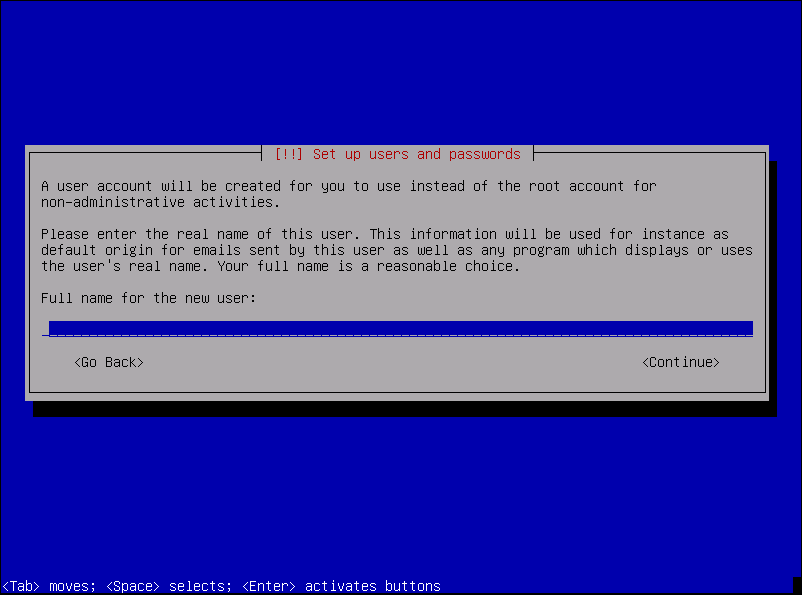 [!!] Set up users and passwords
A user account will be created for you to use instead of the root account for
non-administrative activities.
Please enter the real name of this user. This information will be used for instance as
default origin for emails sent by this user as well as any program which displays or uses
the user's real name. Your full name is a reasonable choice.
Full name for the new user:
<Go Back> <Continue>
<Tab> moves; <Space> selects; <Enter> activates buttons